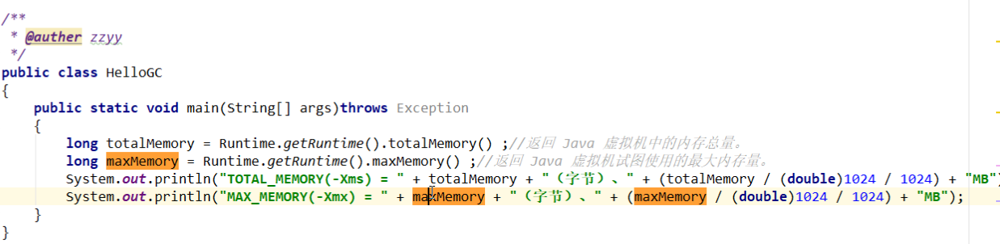 /**
 * @auther zzyy
 */
public class HelloGC
{
    public static void main(String[] args)throws Exception
    {
        long totalMemory = Runtime.getRuntime().totalMemory() ;//返回 Java 虚拟机中的内存总量。
        long maxMemory = Runtime.getRuntime().maxMemory() ;//返回 Java 虚拟机试图使用的最大内存量。
        System.out.println("TOTAL_MEMORY(-Xms) = " + totalMemory + "（字节）、" + (totalMemory / (double)1024 / 1024) + "MB")
        System.out.println("MAX_MEMORY(-Xmx) = " + maxMemory + "（字节）、" + (maxMemory / (double)1024 / 1024) + "MB");
    }
}